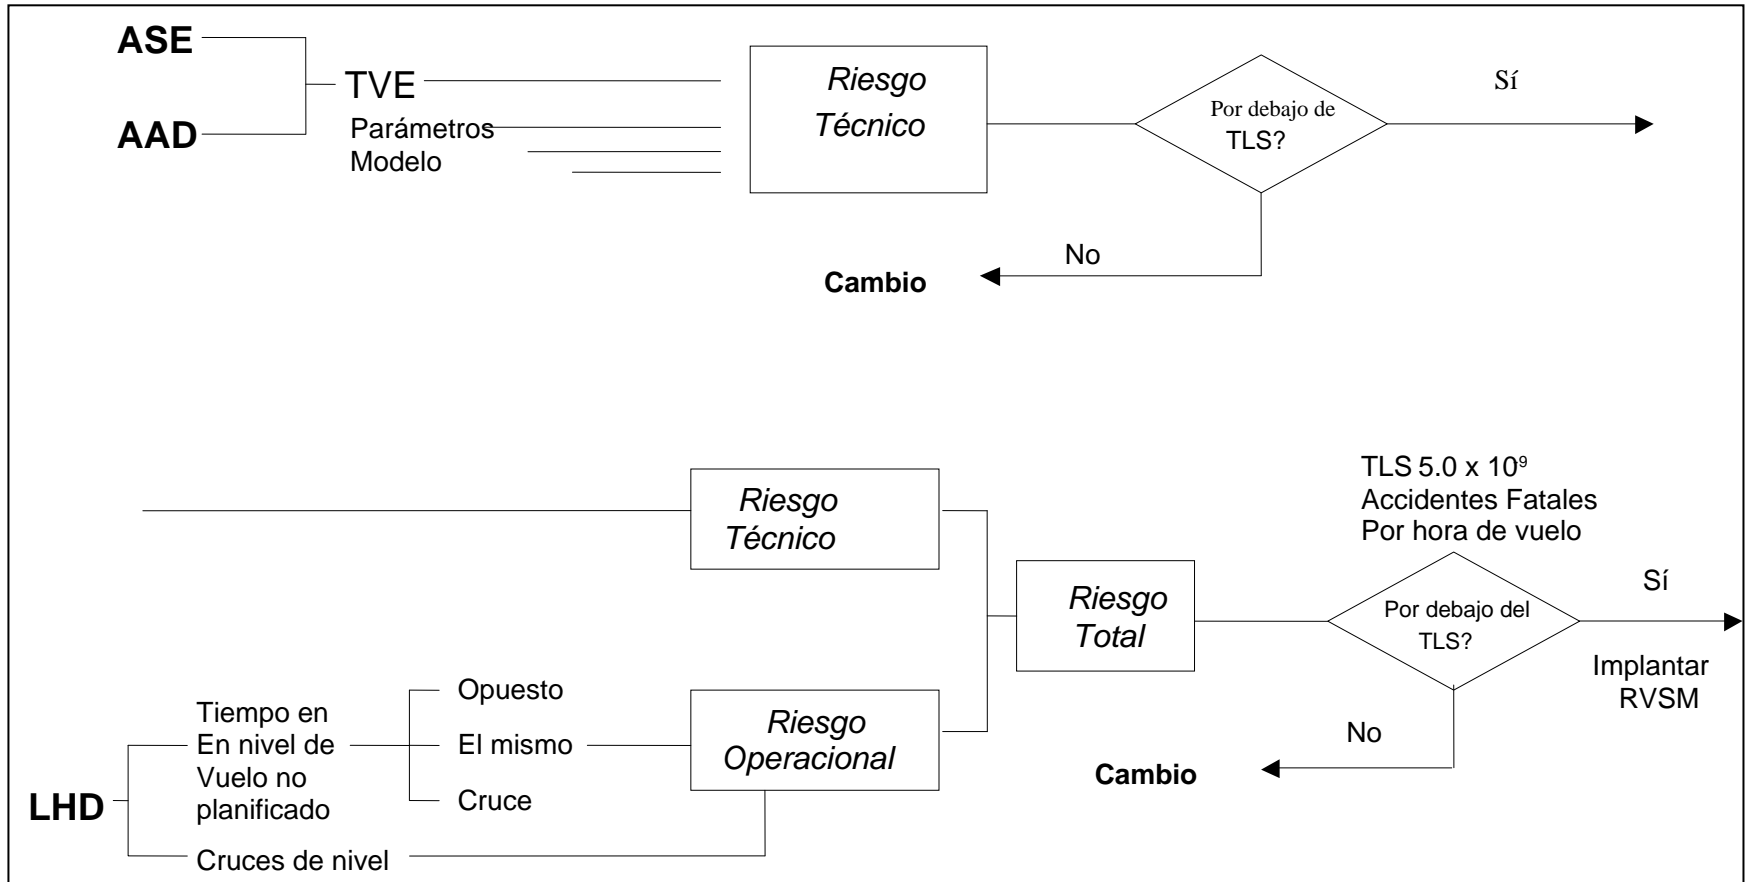 ASE
AAD
TVE
Parámetros
Modelo
Riesgo
Técnico
Por debajo de
TLS?
Sí
No
Cambio
Riesgo
Técnico
TLS 5.0 x 10⁹
Accidentes Fatales
Por hora de vuelo
Riesgo
Total
Por debajo del
TLS?
Sí
Implantar
RVSM
No
Cambio
LHD
Tiempo en
En nivel de
Vuelo no
planificado
Opuesto
El mismo
Cruce
Riesgo
Operacional
Cruces de nivel